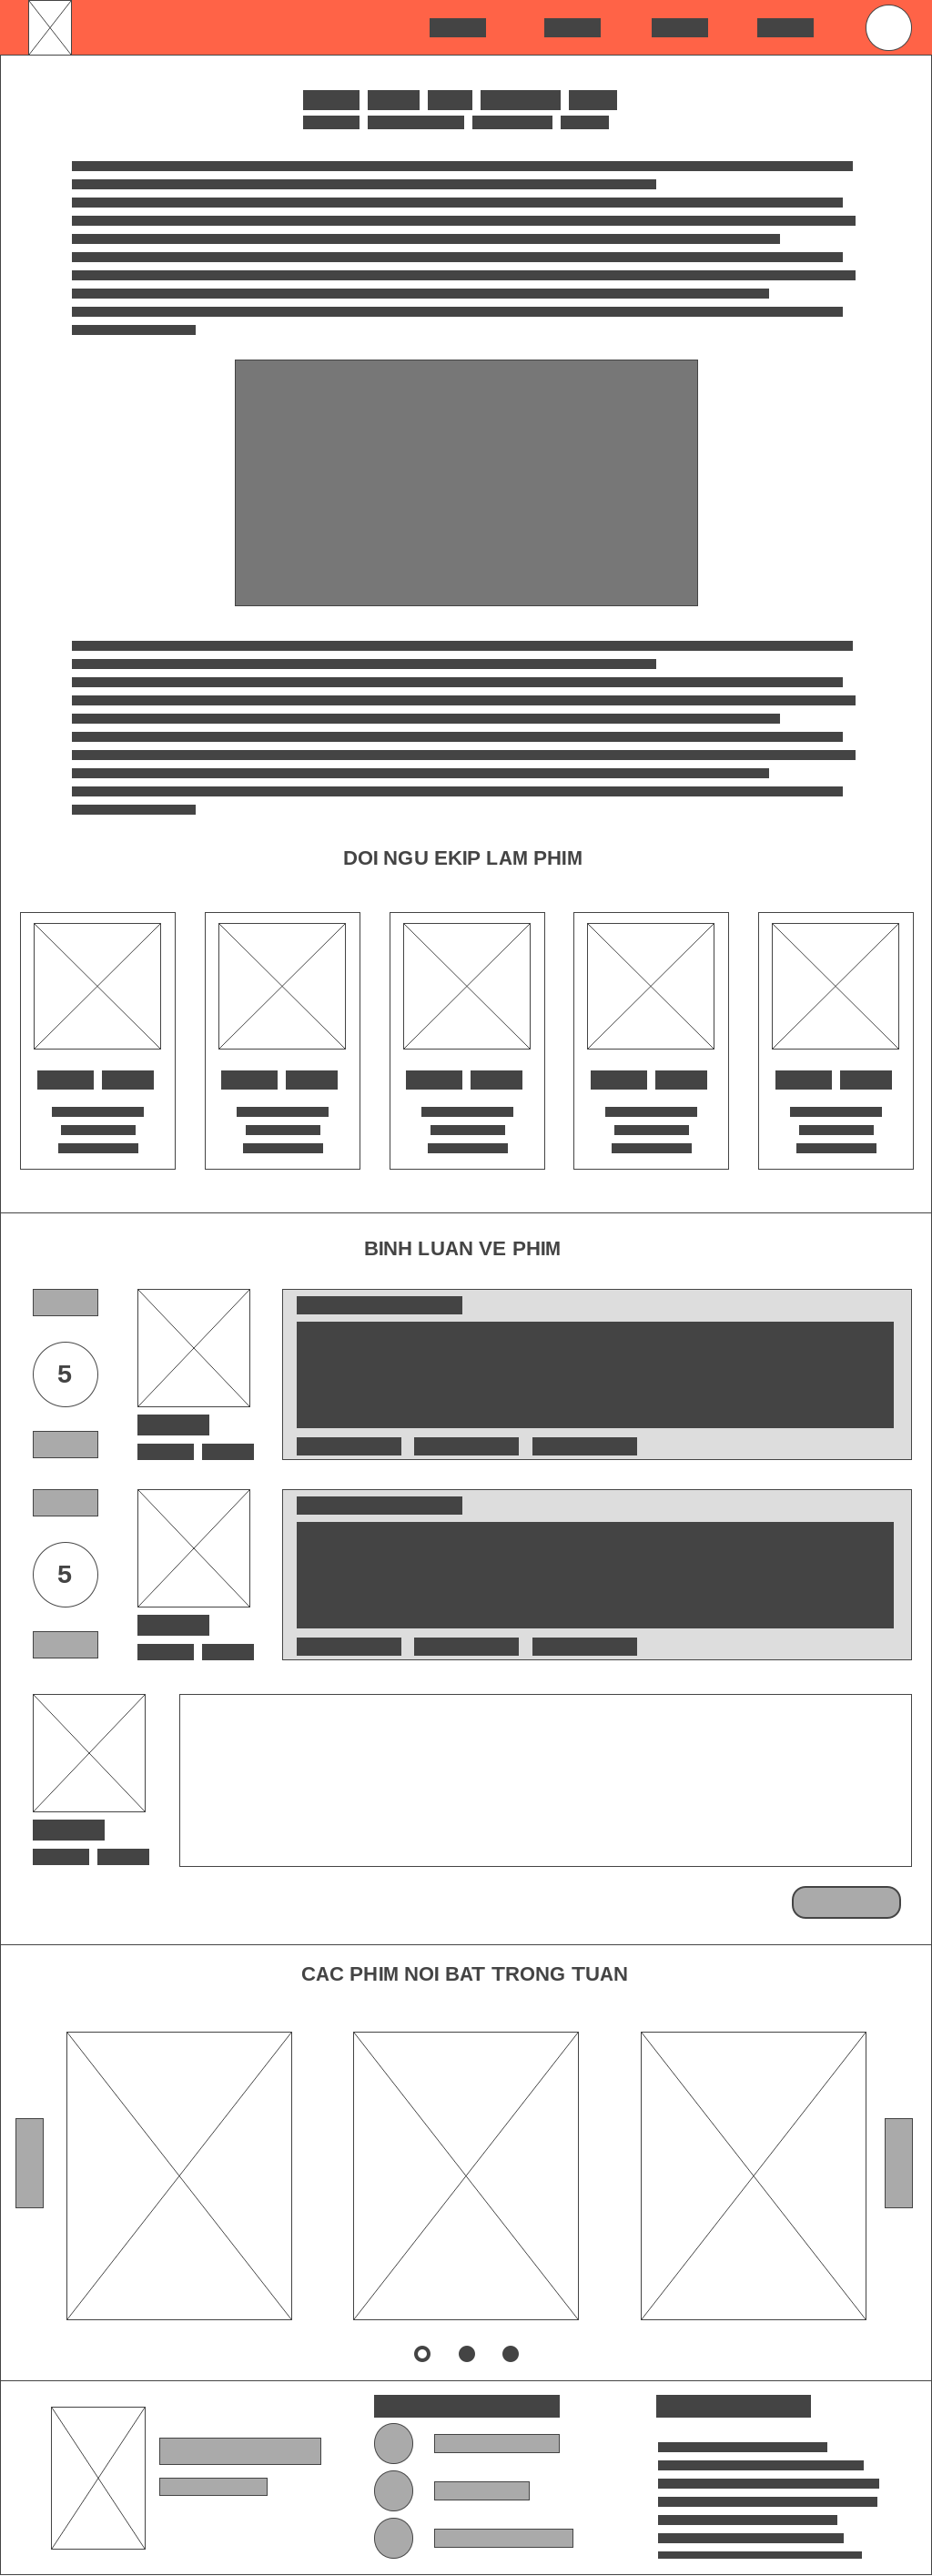 DOI NGU EKIP LAM PHIM
BINH LUAN VE PHIM
5
5
CAC PHIM NOI BAT TRONG TUAN